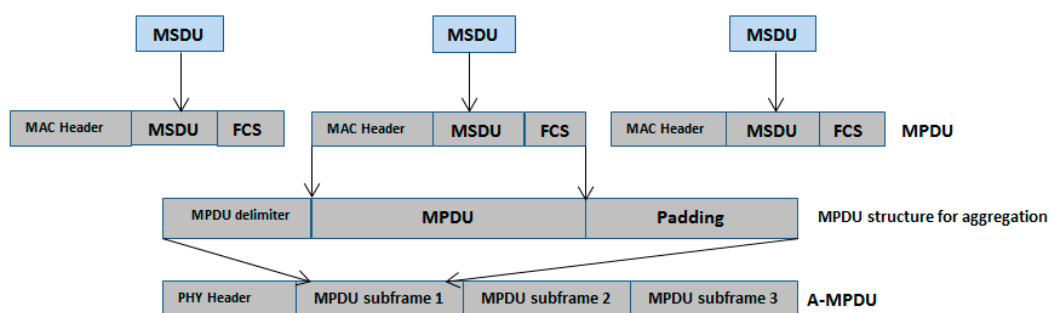 MSDU
MSDU
MSDU
MAC Header MSDU FCS
MAC Header MSDU FCS
MAC Header MSDU FCS
MPDU
MPDU delimiter MPDU Padding
MPDU structure for aggregation
PHY Header MPDU subframe 1 MPDU subframe 2 MPDU subframe 3
A-MPDU